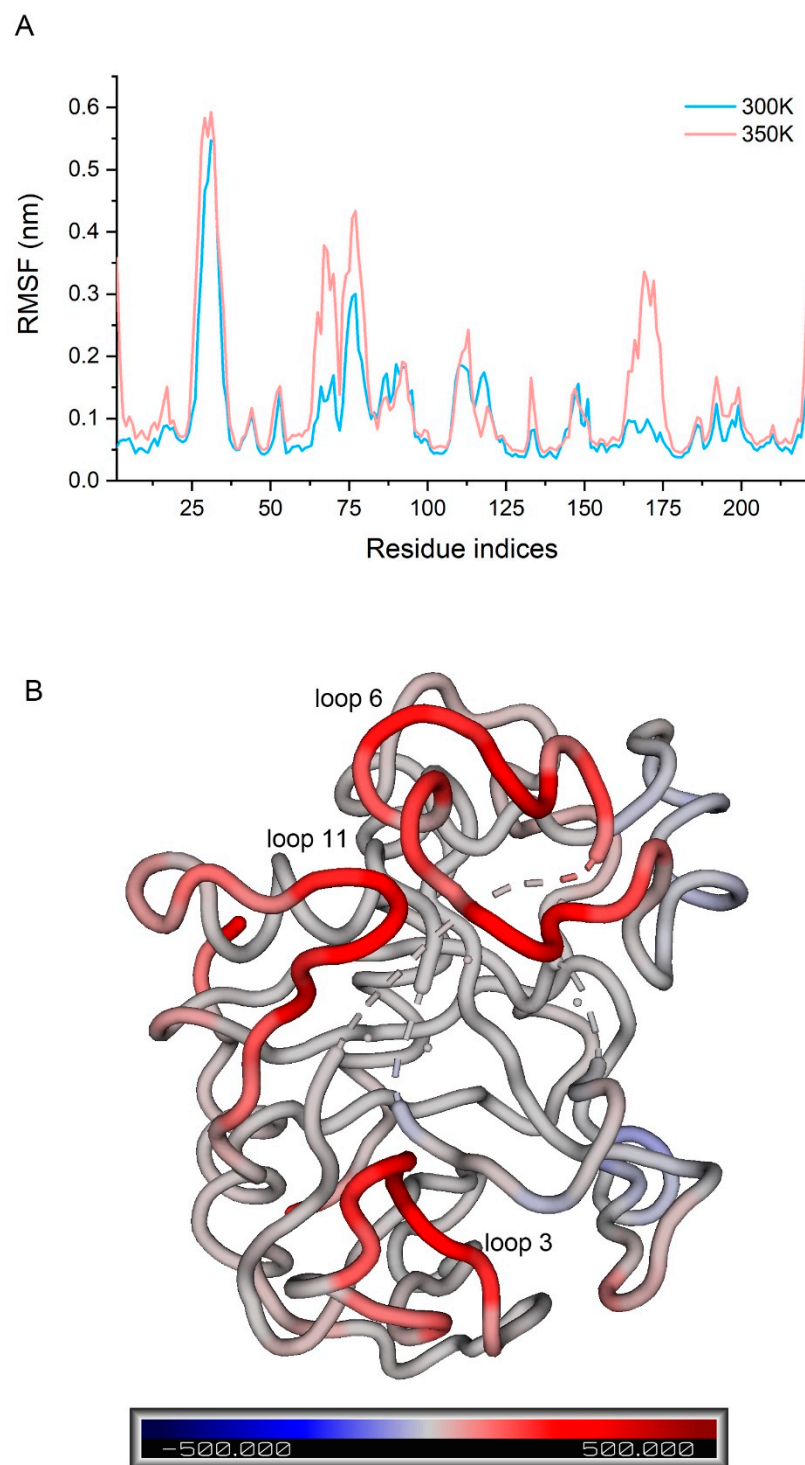 A
300K
350K
RMSF (nm)
0.6
0.5
0.4
0.3
0.2
0.1
0.0
25 50 75 100 125 150 175 200
Residue indices
B
loop 6
loop 11
loop 3
-500.000 500.000